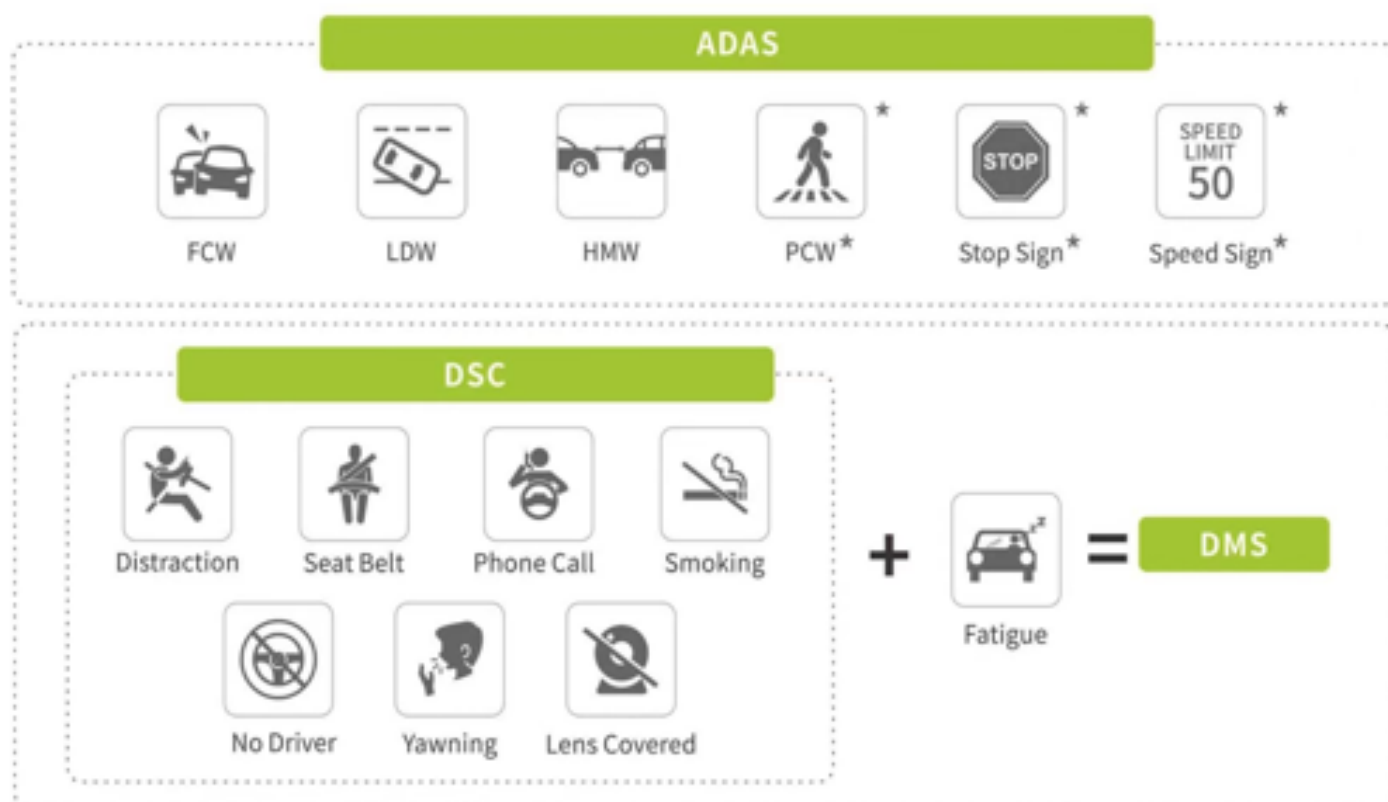 ADAS
* * *
STOP
SPEED
LIMIT
50
FCW LDW HMW PCW* Stop Sign* Speed Sign*
DSC
Distraction Seat Belt Phone Call Smoking
+ zz = DMS
Fatigue
No Driver Yawning Lens Covered